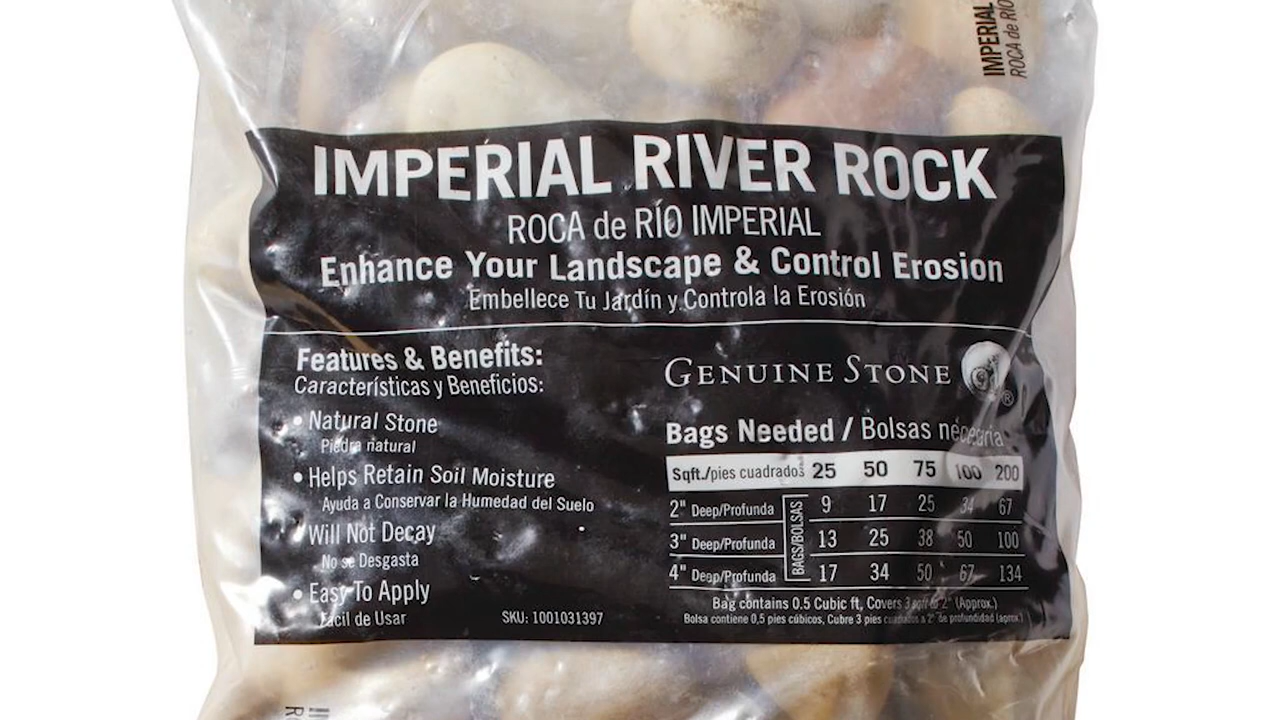 IMPERIAL
ROCA de RÍO
IMPERIAL RIVER ROCK
ROCA de RÍO IMPERIAL
Enhance Your Landscape & Control Erosion
Embellece Tu Jardín y Controla la Erosión
Features & Benefits:
Características y Beneficios:
• Natural Stone
Piedra natural
• Helps Retain Soil Moisture
Ayuda a Conservar la Humedad del Suelo
Will Not Decay
No se Desgasta
• Easy To Apply
Fácil de Usar
SKU: 1001031397
GENUINE STONE ®
Bags Needed / Bolsas necesaria
Sqft./pies cuadrados 25 50 75 100 200
BAGS/BOLSAS
2" Deep/Profunda 9 17 25 34 67
3" Deep/Profunda 13 25 38 50 100
4" Deep/Profunda 17 34 50 67 134
Bag contains 0.5 Cubic ft, Covers 3 sqft to 2" (Approx.)
Bolsa contiene 0,5 pies cúbicos, Cubre 3 pies cuadrados a 2" de profundidad (aprox.)